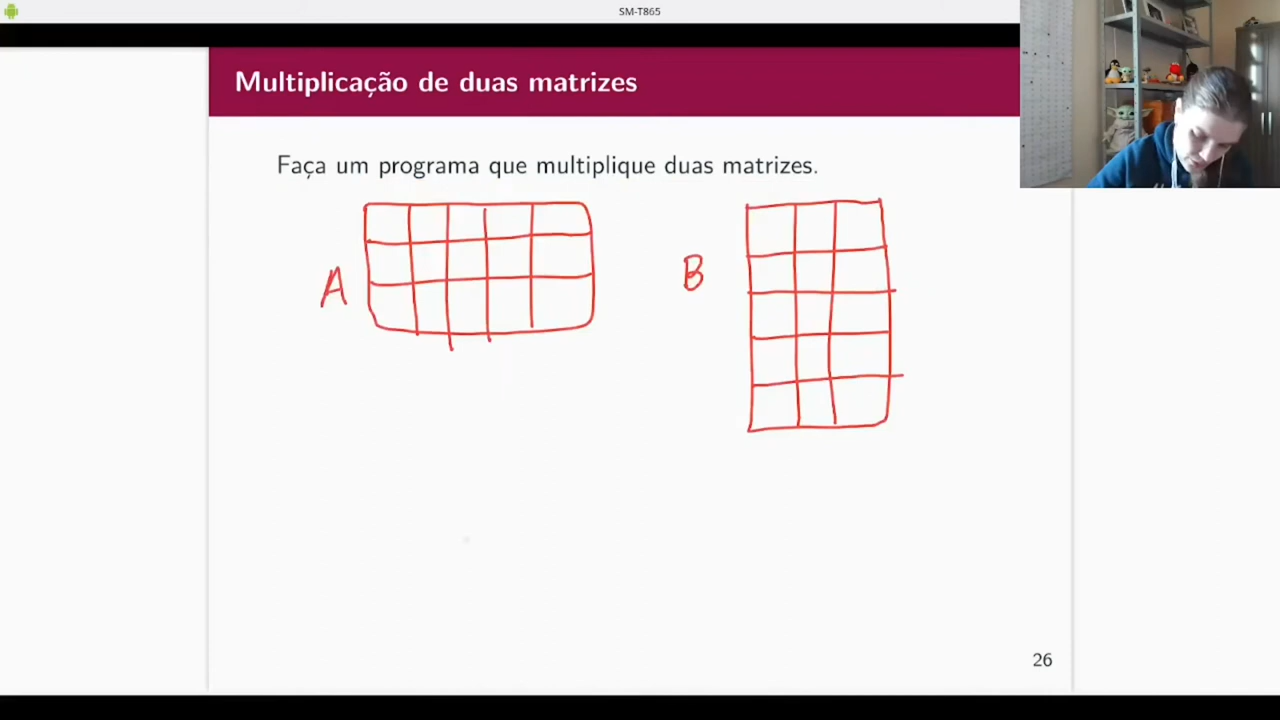 SM-T865
Multiplicação de duas matrizes
Faça um programa que multiplique duas matrizes.
A
B
26